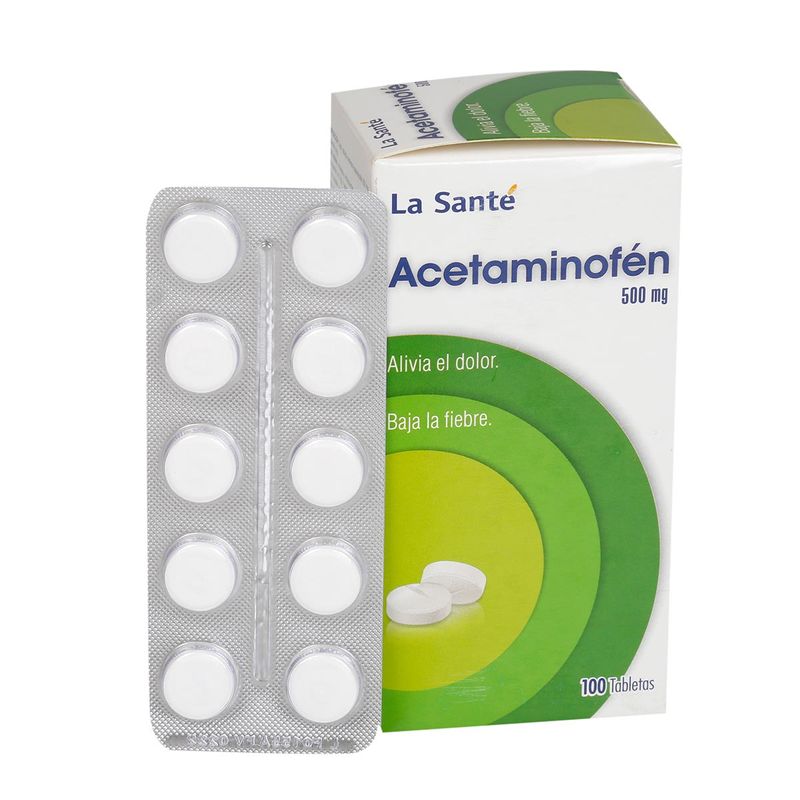 La Santé
Acetaminofén
500
Alivia el dolor.
Baja la fiebre.
La Santé
Acetaminofén
500 mg
Alivia el dolor.
Baja la fiebre.
100 Tabletas